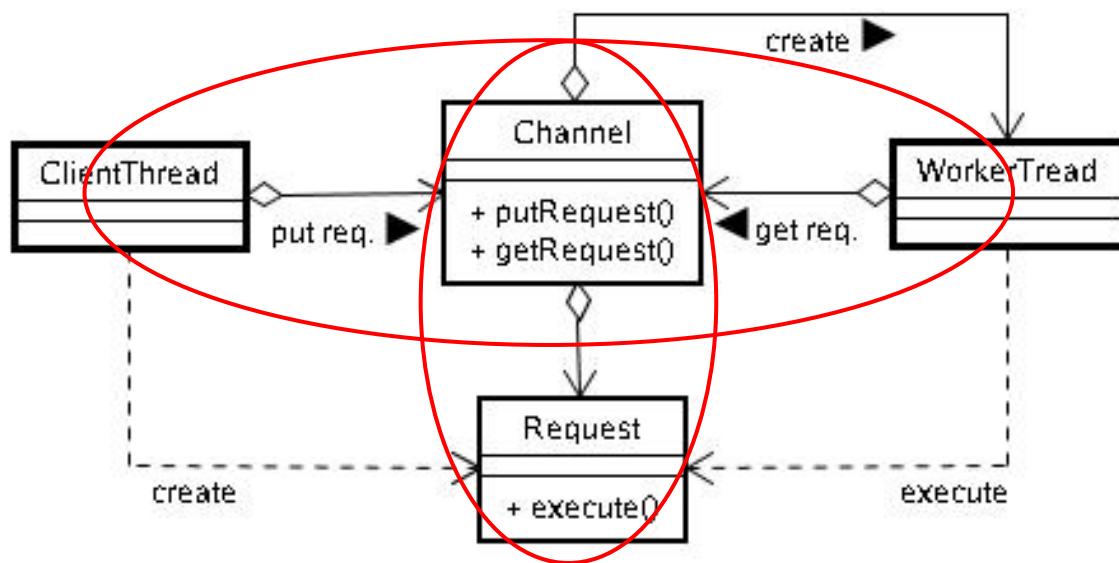 create ▶
Channel
ClientThread
WorkerTread
+ putRequest()
+ getRequest()
put req. ▶
◀ get req.
Request
+ execute()
create
execute